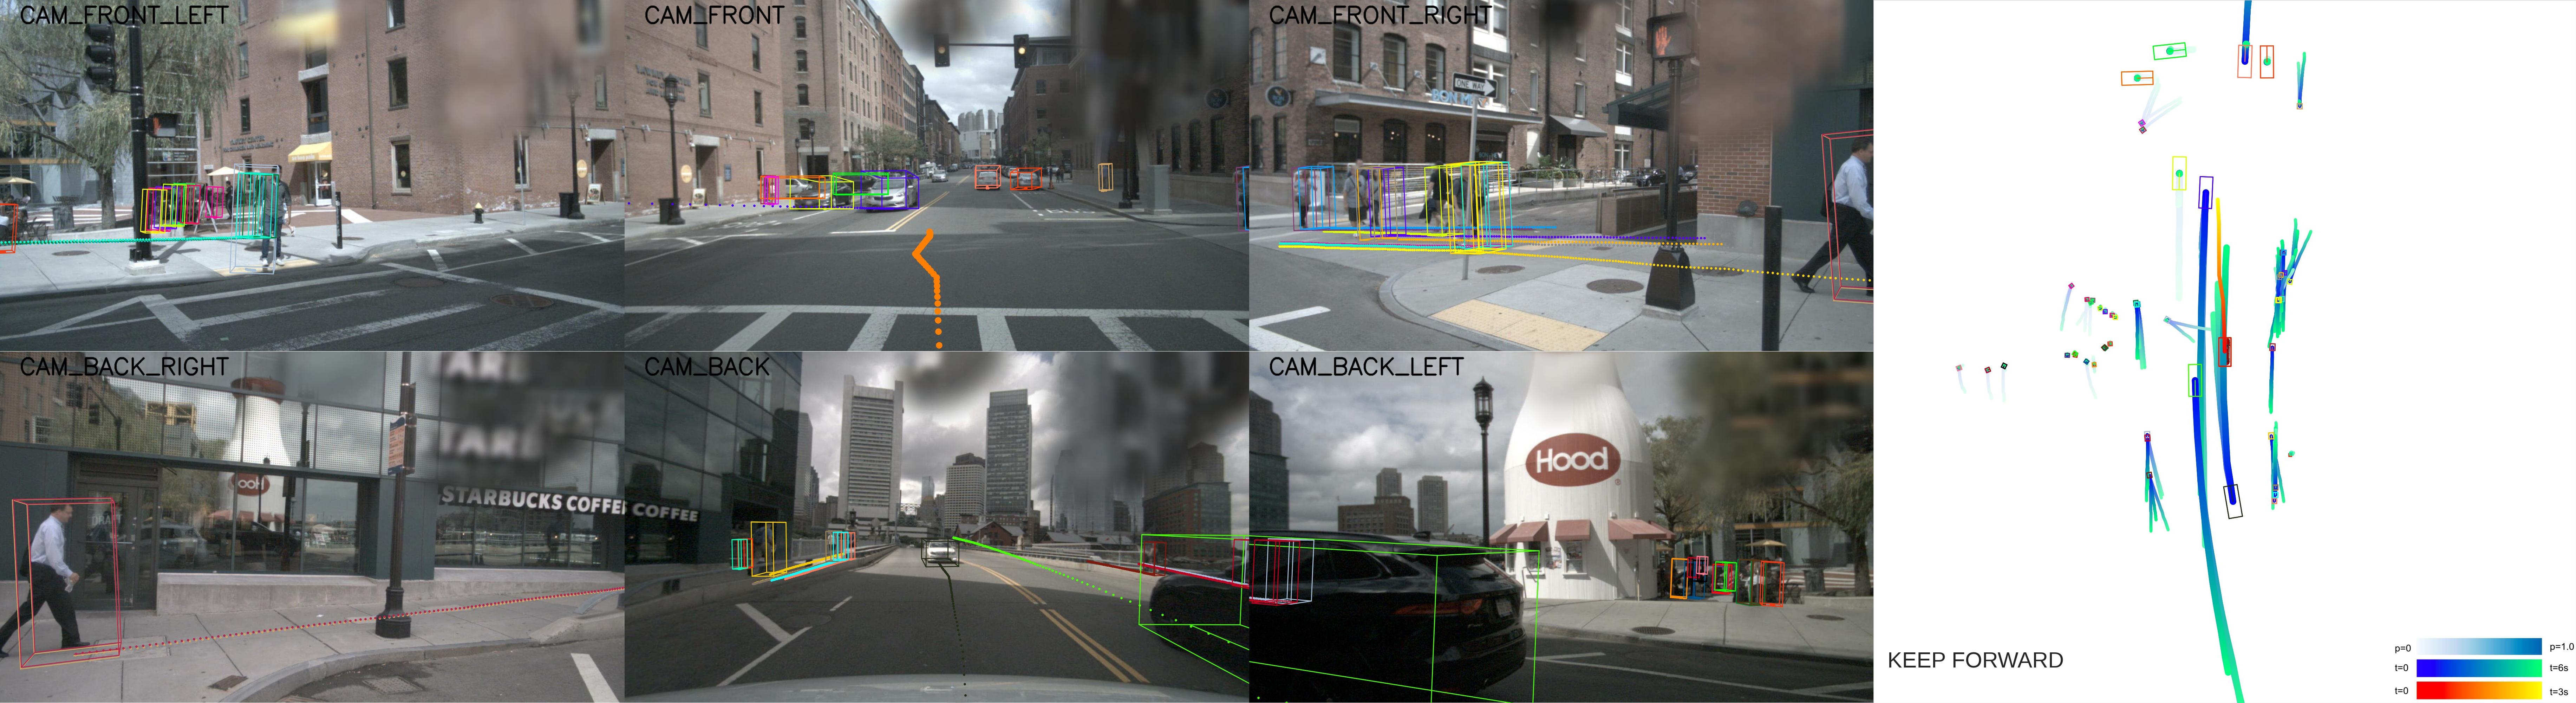 CAM_FRONT_LEFT
CAM_FRONT
CAM_FRONT_RIGHT
ONE WAY
CAM_BACK_RIGHT
STARBUCKS COFFEE
CAM_BACK
COFFEE
CAM_BACK_LEFT
Hood
KEEP FORWARD
p=0 p=1.0
t=0 t=6s
t=0 t=3s